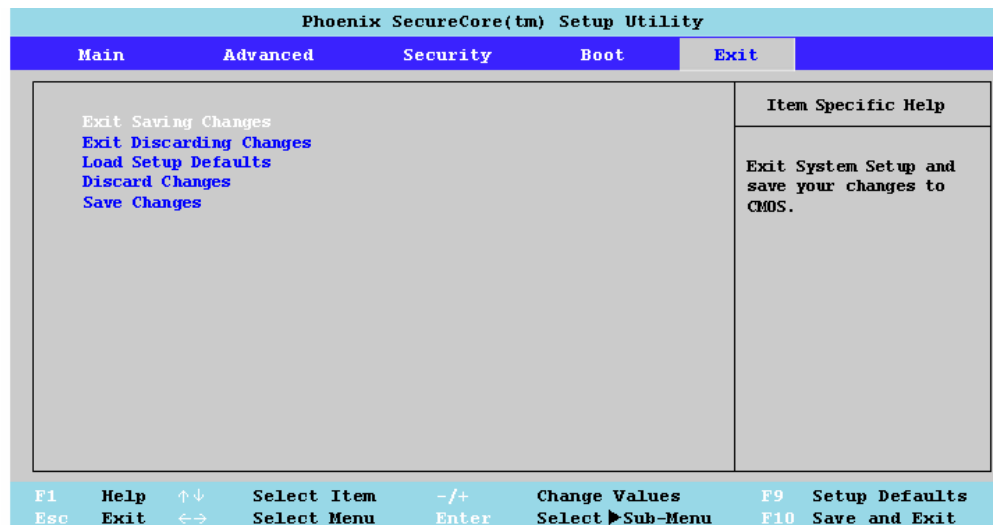 Phoenix SecureCore(tm) Setup Utility
Main Advanced Security Boot Exit
Exit Saving Changes
Exit Discarding Changes
Load Setup Defaults
Discard Changes
Save Changes
Item Specific Help
Exit System Setup and
save your changes to
CMOS.
F1 Help ↑↓ Select Item -/+ Change Values F9 Setup Defaults
Esc Exit ←→ Select Menu Enter Select ▶Sub-Menu F10 Save and Exit